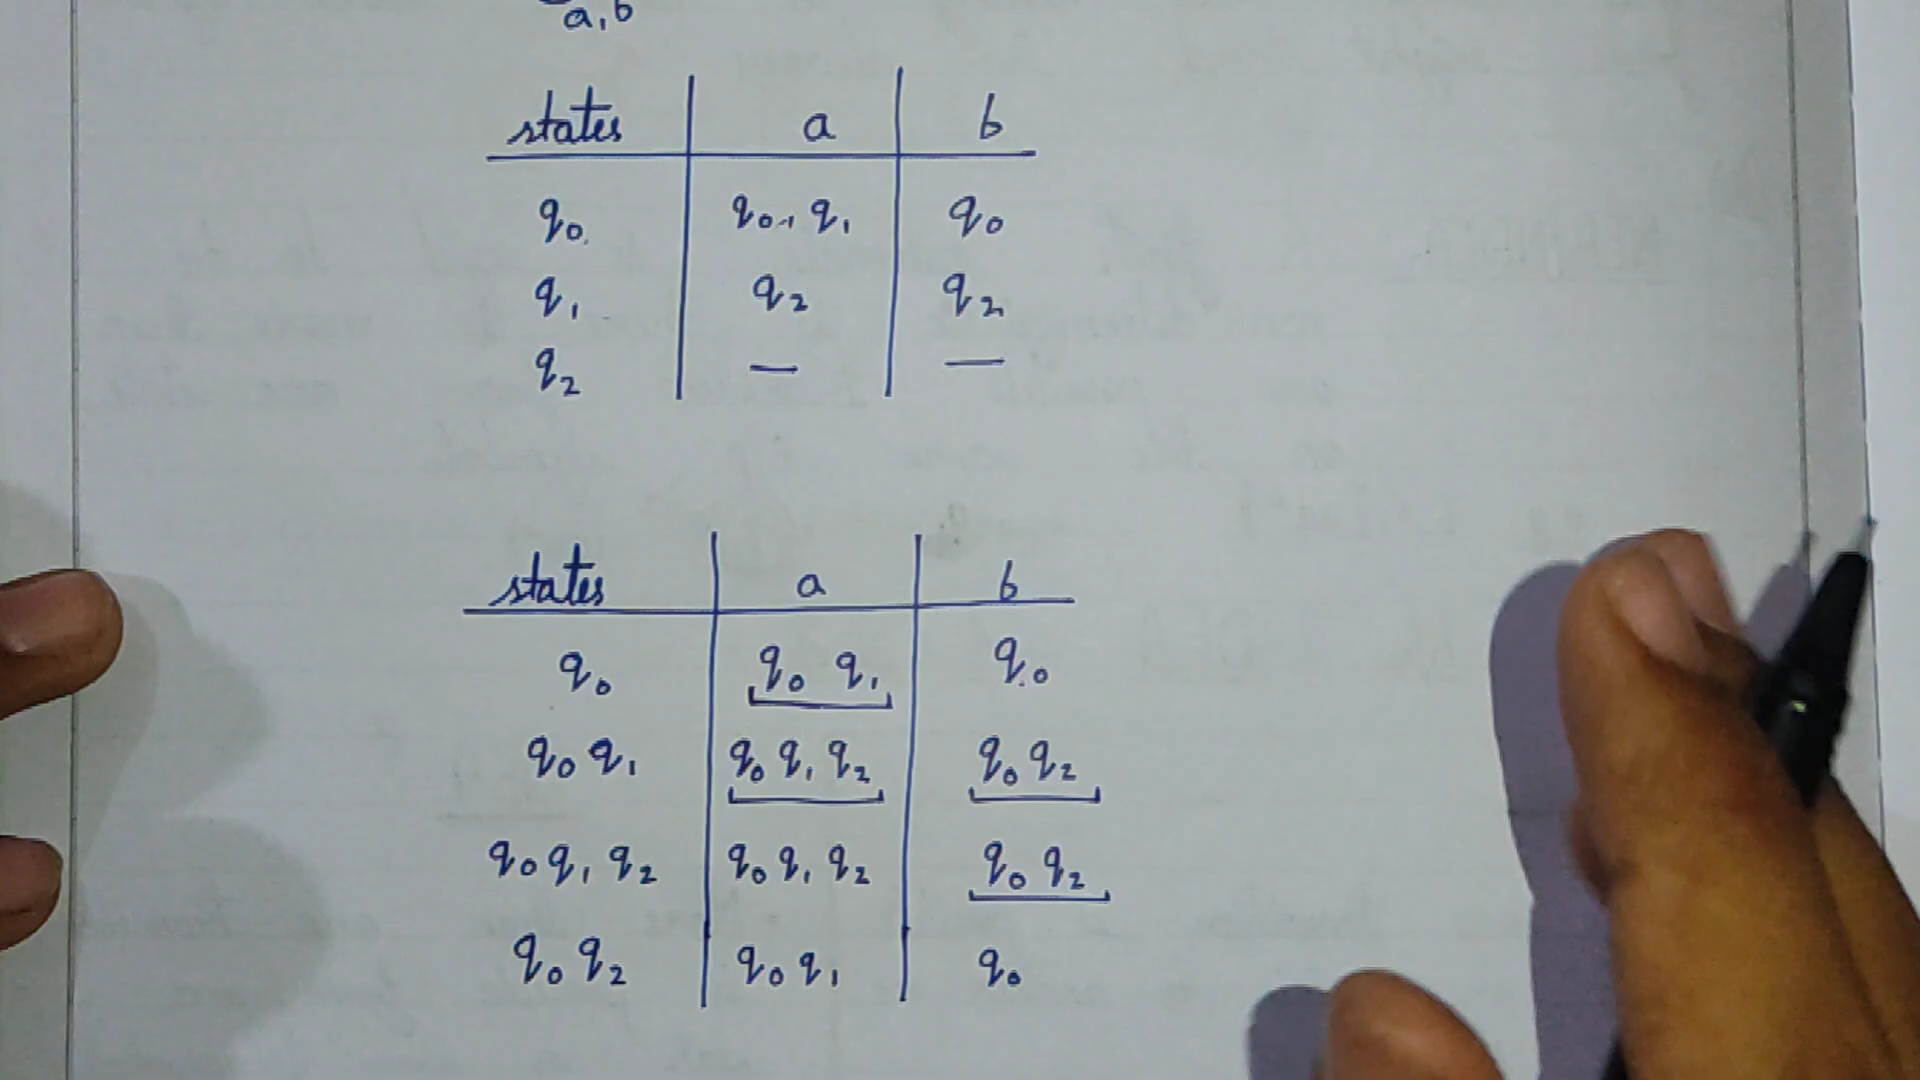 a, b
states a b
q0 q0, q1 q0
q1 q2 q2
q2 — —
states a b
q0 q0 q1 q0
q0 q1 q0 q1 q2 q0 q2
q0 q1 q2 q0 q1 q2 q0 q2
q0 q2 q0 q1 q0